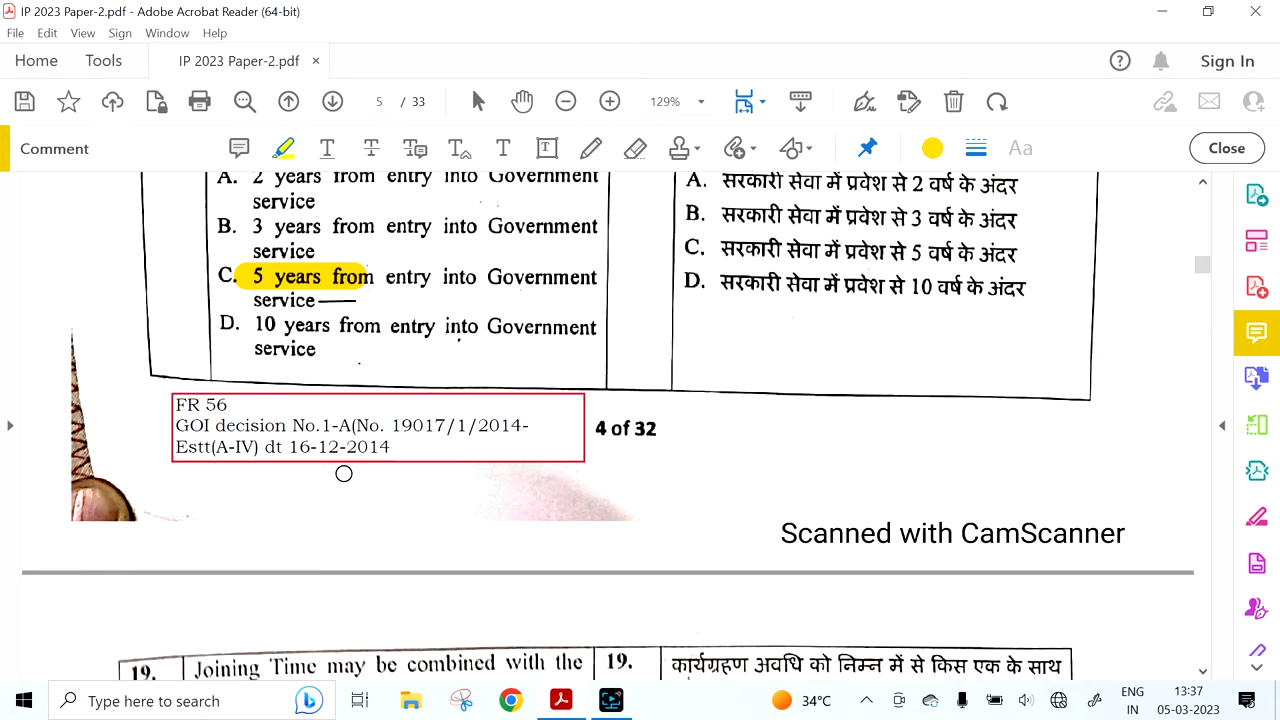 IP 2023 Paper-2.pdf - Adobe Acrobat Reader (64-bit)
File Edit View Sign Window Help
Home Tools IP 2023 Paper-2.pdf × Sign In
5 / 33 129%
Comment Aa Close
A. 2 years from entry into Government
service
B. 3 years from entry into Government
service
C. 5 years from entry into Government
service
D. 10 years from entry into Government
service
A. सरकारी सेवा में प्रवेश से 2 वर्ष के अंदर
B. सरकारी सेवा में प्रवेश से 3 वर्ष के अंदर
C. सरकारी सेवा में प्रवेश से 5 वर्ष के अंदर
D. सरकारी सेवा में प्रवेश से 10 वर्ष के अंदर
FR 56
GOI decision No.1-A(No. 19017/1/2014-
Estt(A-IV) dt 16-12-2014
4 of 32
Scanned with CamScanner
19. Joining Time may be combined with the
19. कार्यग्रहण अवधि को निम्न में से किस एक के साथ
Type here to search
34°C
ENG
IN
13:37
05-03-2023